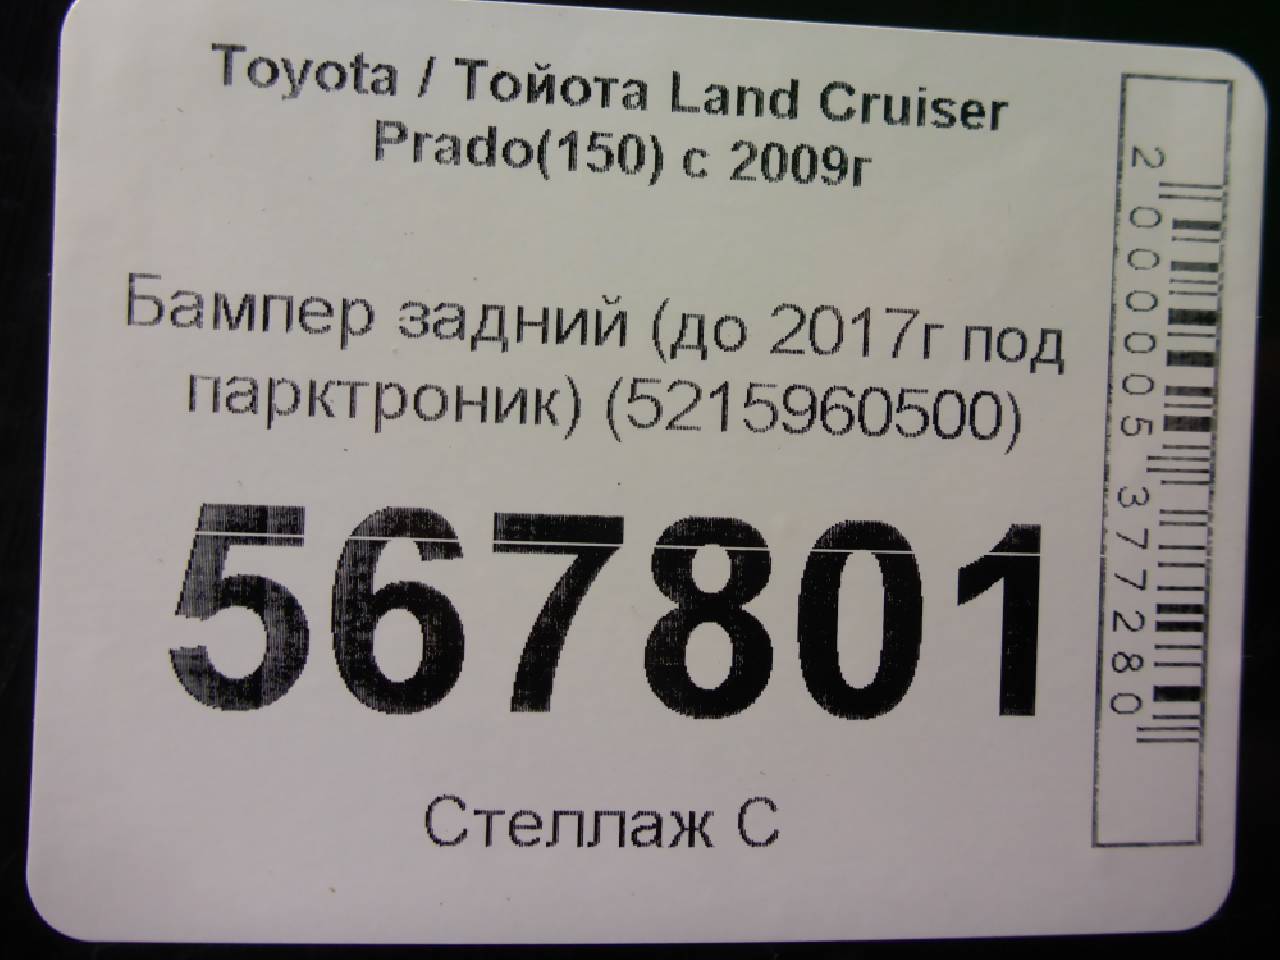 Toyota / Тойота Land Cruiser
Prado(150) с 2009г
Бампер задний (до 2017г под
парктроник) (5215960500)
567801
Стеллаж С
2000005377280